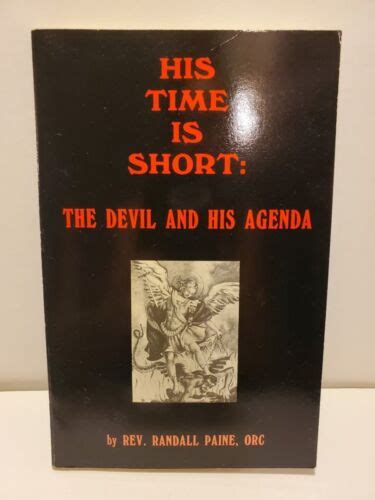 HIS
TIME
IS
SHORT:
THE DEVIL AND HIS AGENDA
by REV. RANDALL PAINE, ORC